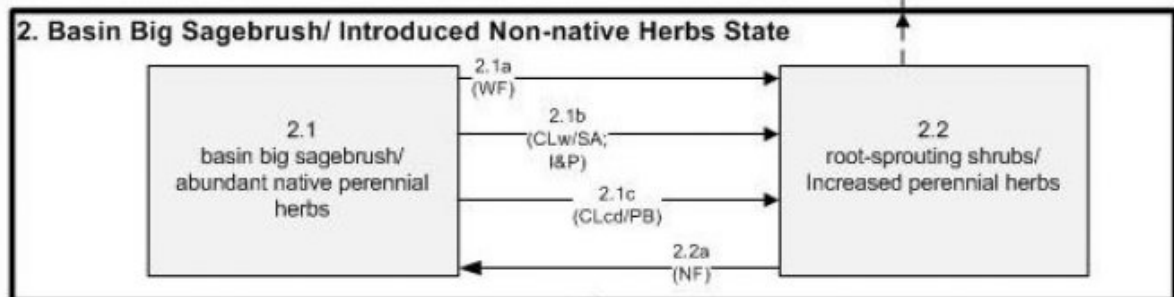 2. Basin Big Sagebrush/ Introduced Non-native Herbs State
2.1
basin big sagebrush/
abundant native perennial
herbs
2.1a
(WF)
2.1b
(CLw/SA;
I&P)
2.1c
(CLcd/PB)
2.2a
(NF)
2.2
root-sprouting shrubs/
Increased perennial herbs